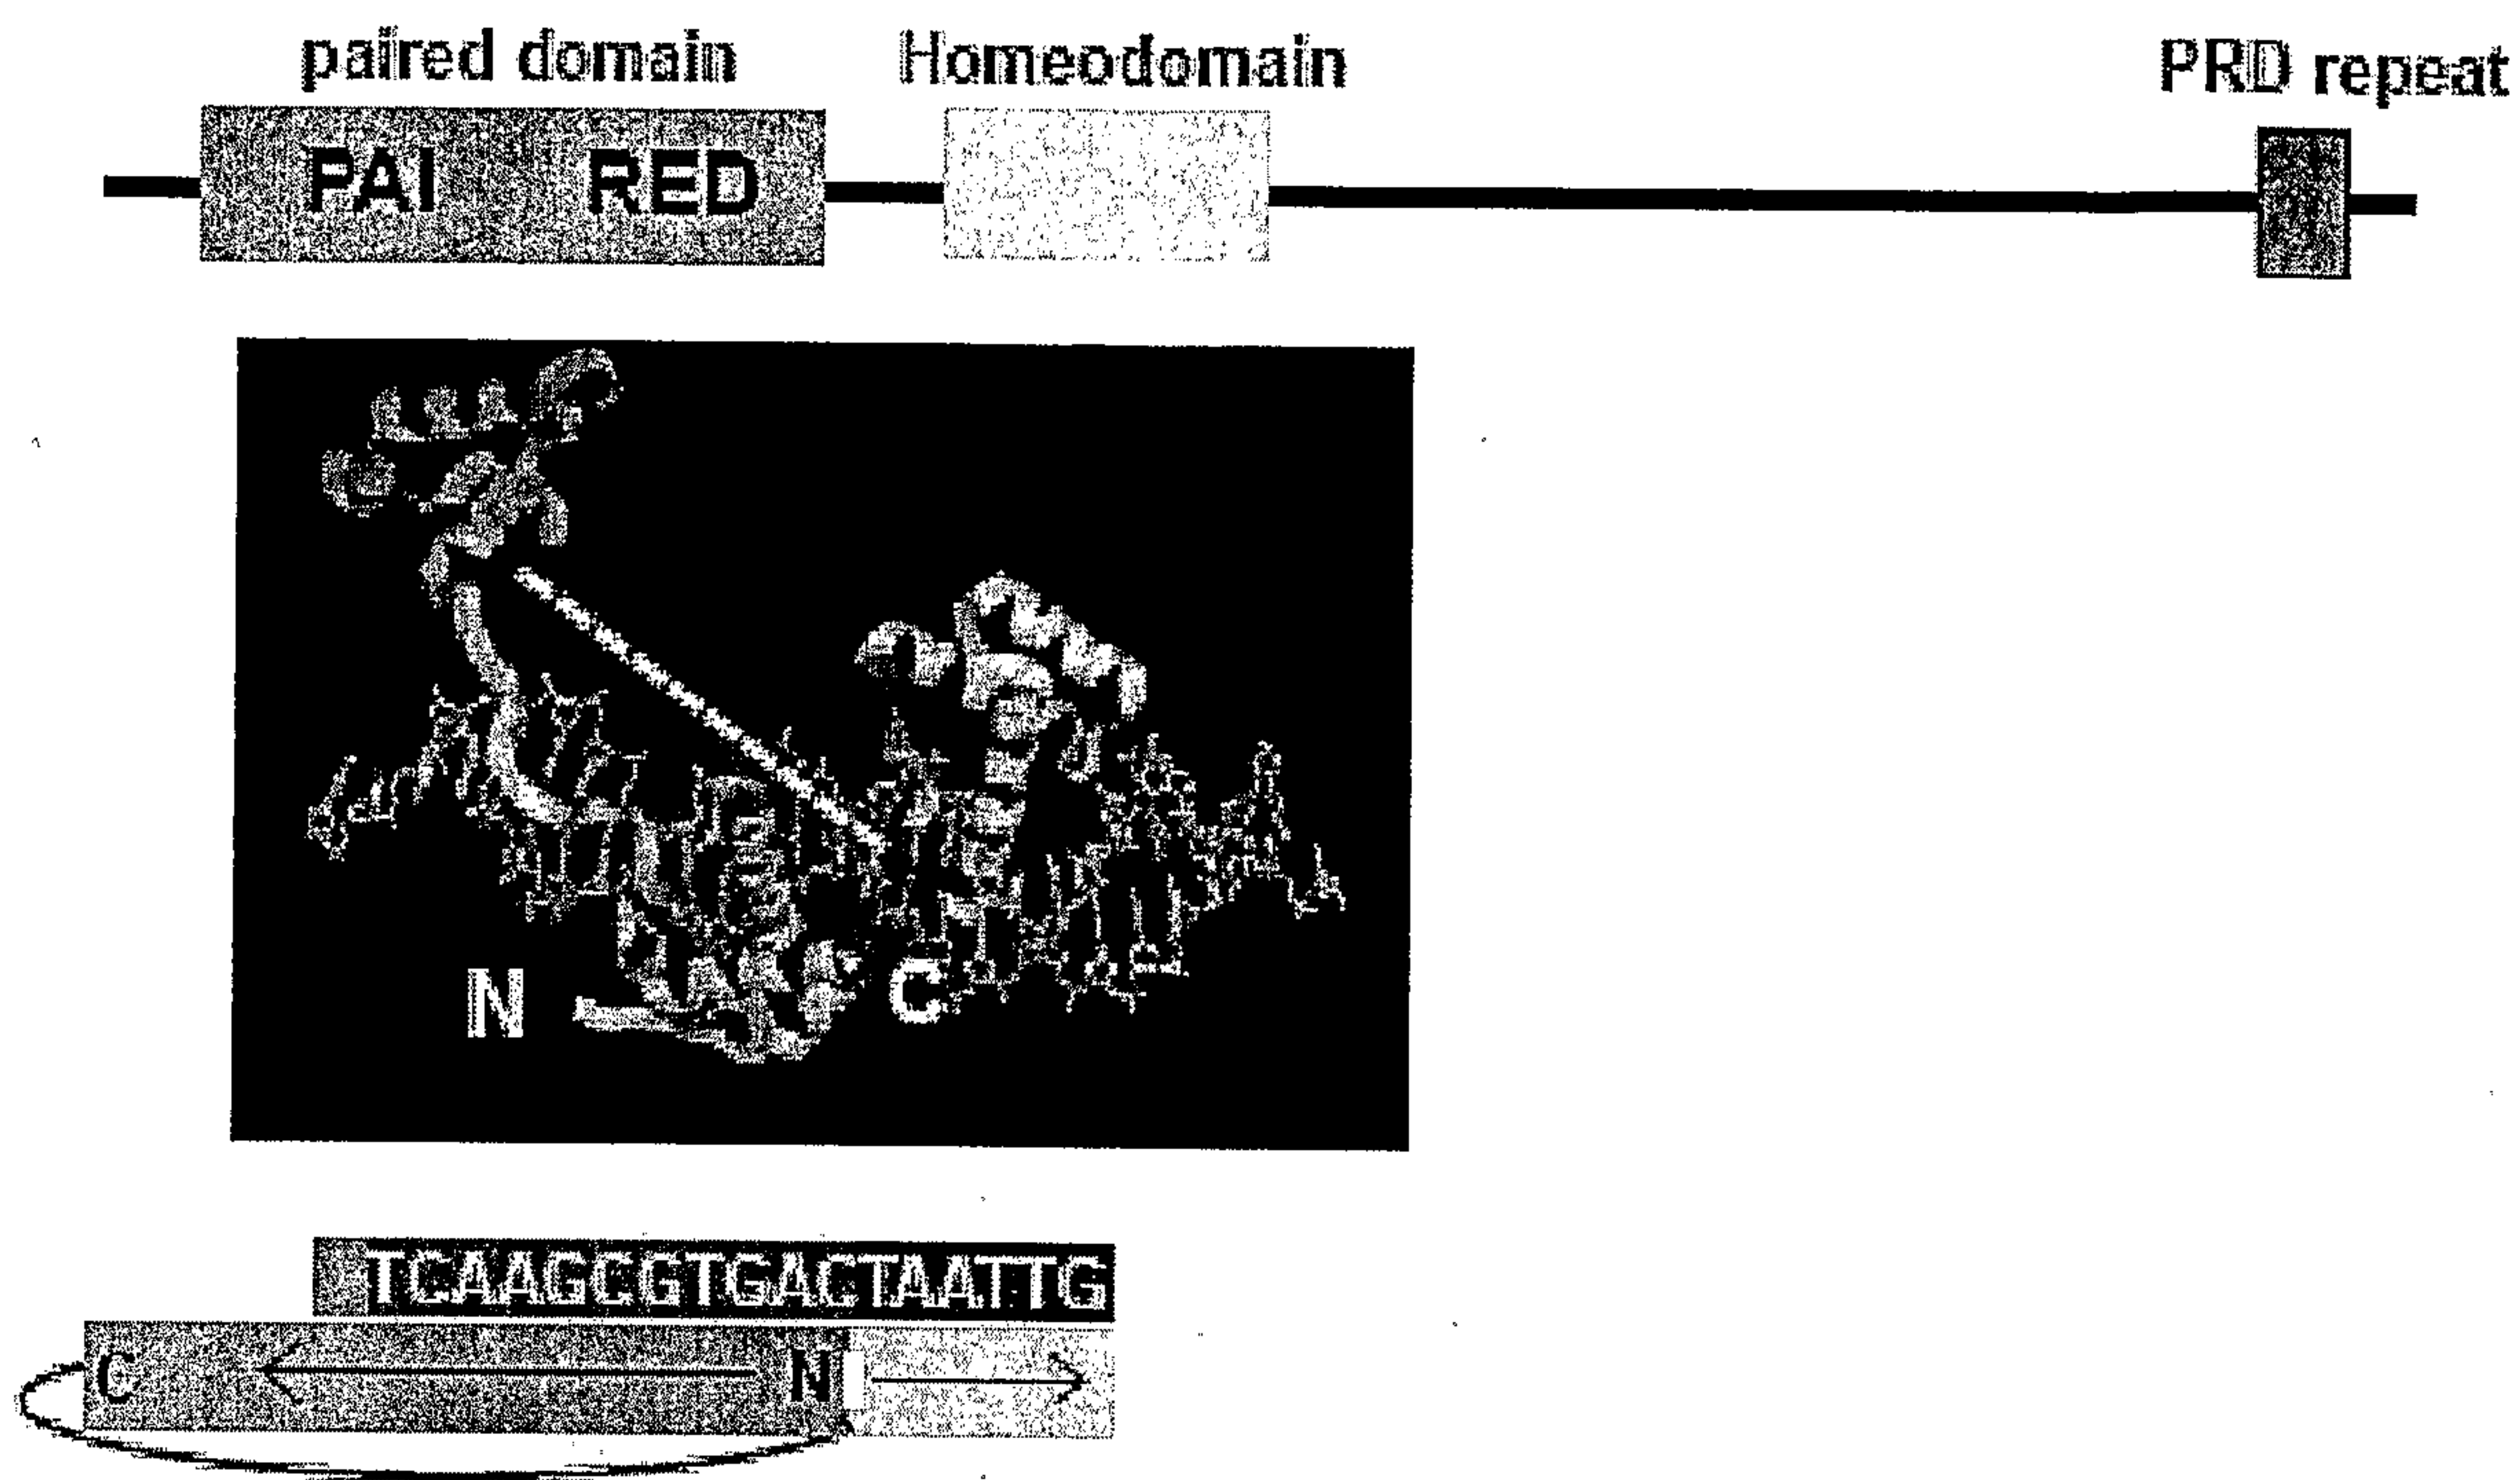 paired domain Homeodomain PRD repeat
PAI RED
N C
TCAAGCGTGACTAATTG
C N